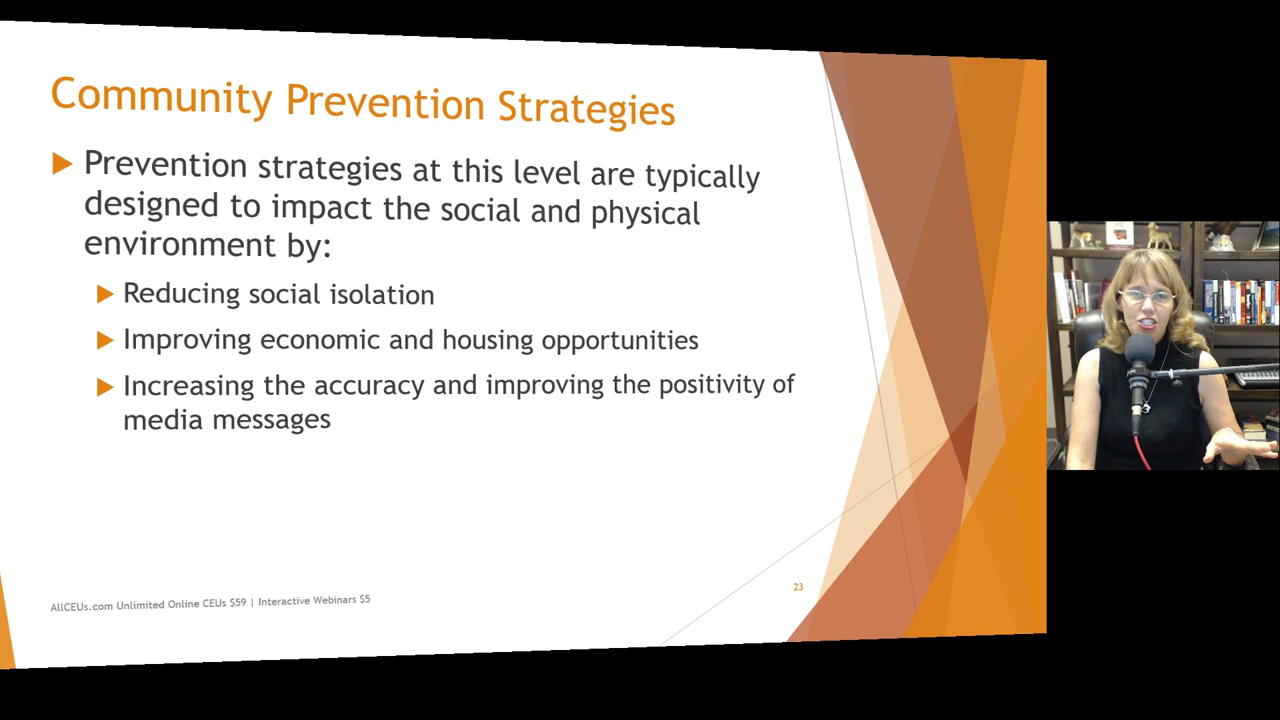 Community Prevention Strategies
Prevention strategies at this level are typically
designed to impact the social and physical
environment by:
Reducing social isolation
Improving economic and housing opportunities
Increasing the accuracy and improving the positivity of
media messages
23
AllCEUs.com Unlimited Online CEUs $59 | Interactive Webinars $5